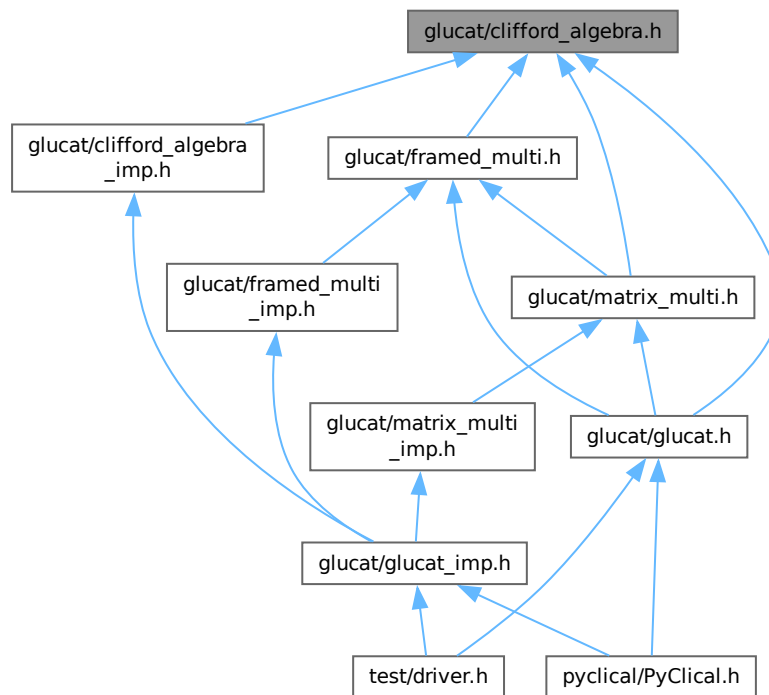 glucat/clifford_algebra.h
glucat/clifford_algebra
_imp.h
glucat/framed_multi.h
glucat/framed_multi
_imp.h
glucat/matrix_multi.h
glucat/matrix_multi
_imp.h
glucat/glucat.h
glucat/glucat_imp.h
test/driver.h
pyclical/PyClical.h